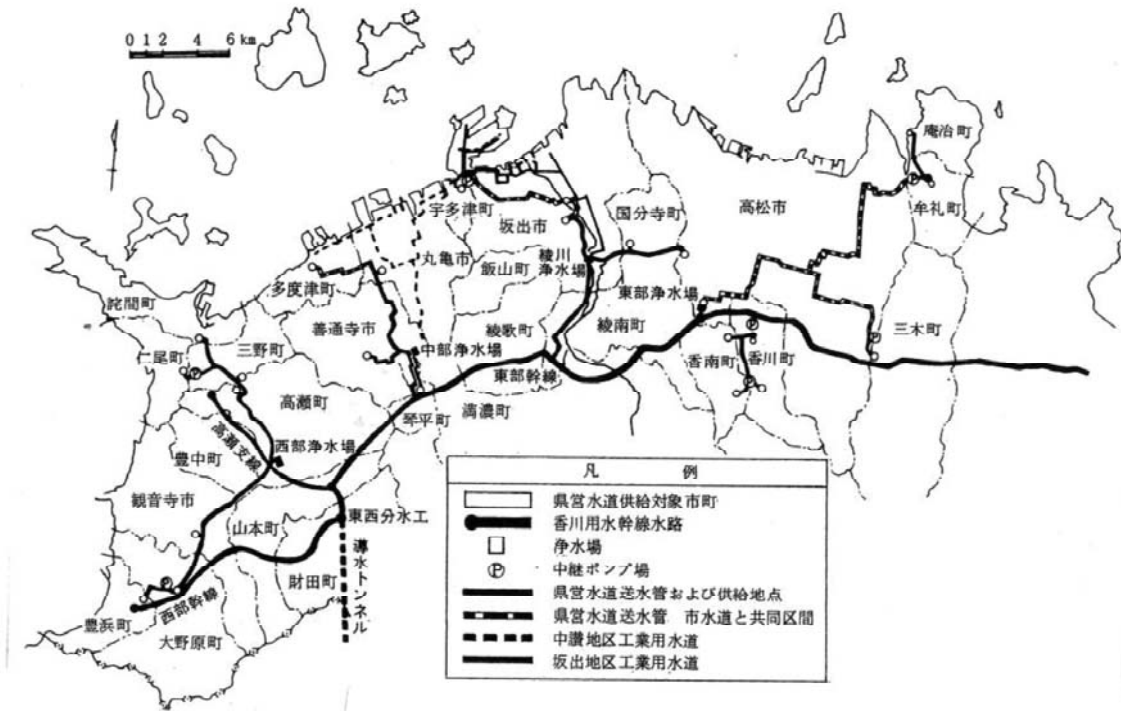 0 1 2 4 6 km
庵治町
牟礼町
高松市
国分寺町
宇多津町
坂出市
丸亀市
飯山町
綾川
浄水場
多度津町
詫間町
善通寺市
綾歌町
綾南町
東部浄水場
三木町
仁尾町
三野町
中部浄水場
東部幹線
香南町
香川町
高瀬町
琴平町
満濃町
高瀬支線
西部浄水場
豊中町
観音寺市
山本町
東西分水工
財田町
導水トンネル
西部幹線
豊浜町
大野原町
凡 例
県営水道供給対象市町
香川用水幹線水路
浄水場
Ⓟ 中継ポンプ場
県営水道送水管および供給地点
県営水道送水管 市水道と共同区間
中讃地区工業用水道
坂出地区工業用水道
Ⓟ
Ⓟ
Ⓟ
Ⓟ
Ⓟ
Ⓟ
Ⓟ